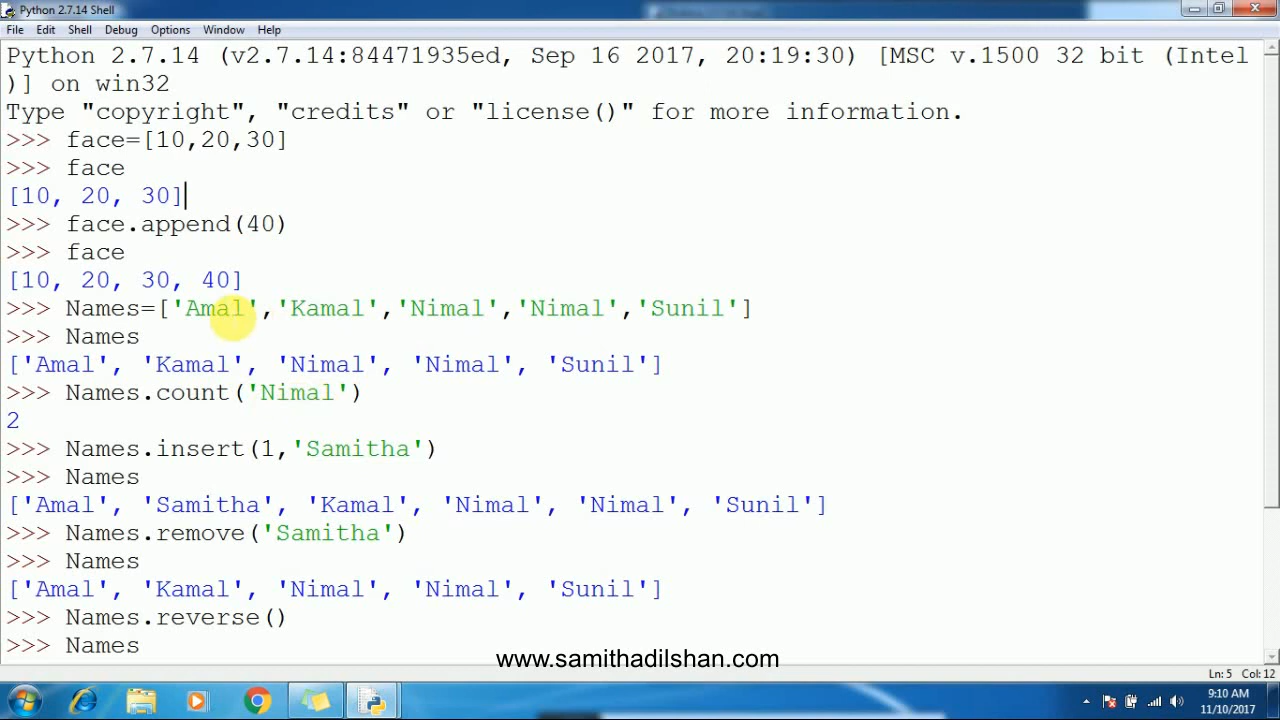 Python 2.7.14 Shell
File Edit Shell Debug Options Window Help
Python 2.7.14 (v2.7.14:84471935ed, Sep 16 2017, 20:19:30) [MSC v.1500 32 bit (Intel
)] on win32
Type "copyright", "credits" or "license()" for more information.
>>> face=[10,20,30]
>>> face
[10, 20, 30]
>>> face.append(40)
>>> face
[10, 20, 30, 40]
>>> Names=['Amal','Kamal','Nimal','Nimal','Sunil']
>>> Names
['Amal', 'Kamal', 'Nimal', 'Nimal', 'Sunil']
>>> Names.count('Nimal')
2
>>> Names.insert(1,'Samitha')
>>> Names
['Amal', 'Samitha', 'Kamal', 'Nimal', 'Nimal', 'Sunil']
>>> Names.remove('Samitha')
>>> Names
['Amal', 'Kamal', 'Nimal', 'Nimal', 'Sunil']
>>> Names.reverse()
>>> Names
www.samithadilshan.com
Ln: 5 Col: 12
9:10 AM
11/10/2017